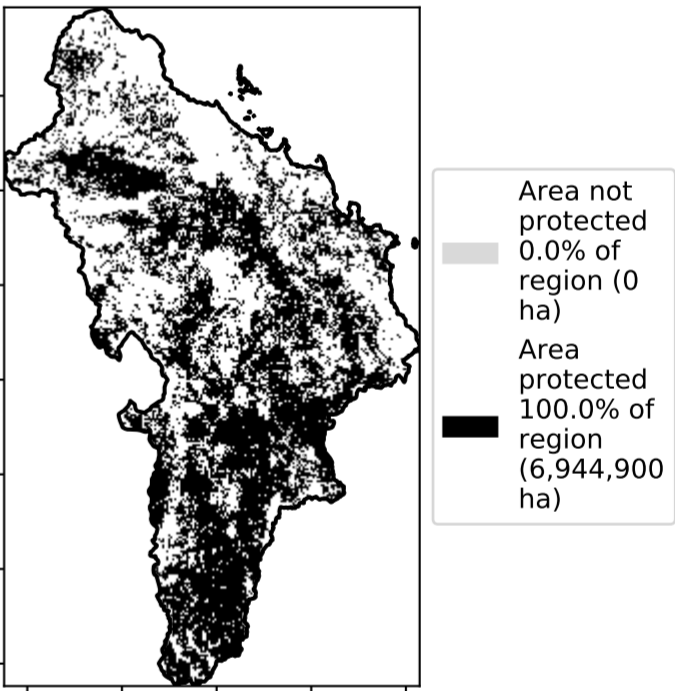 Area not
protected
0.0% of
region (0
ha)
Area
protected
100.0% of
region
(6,944,900
ha)